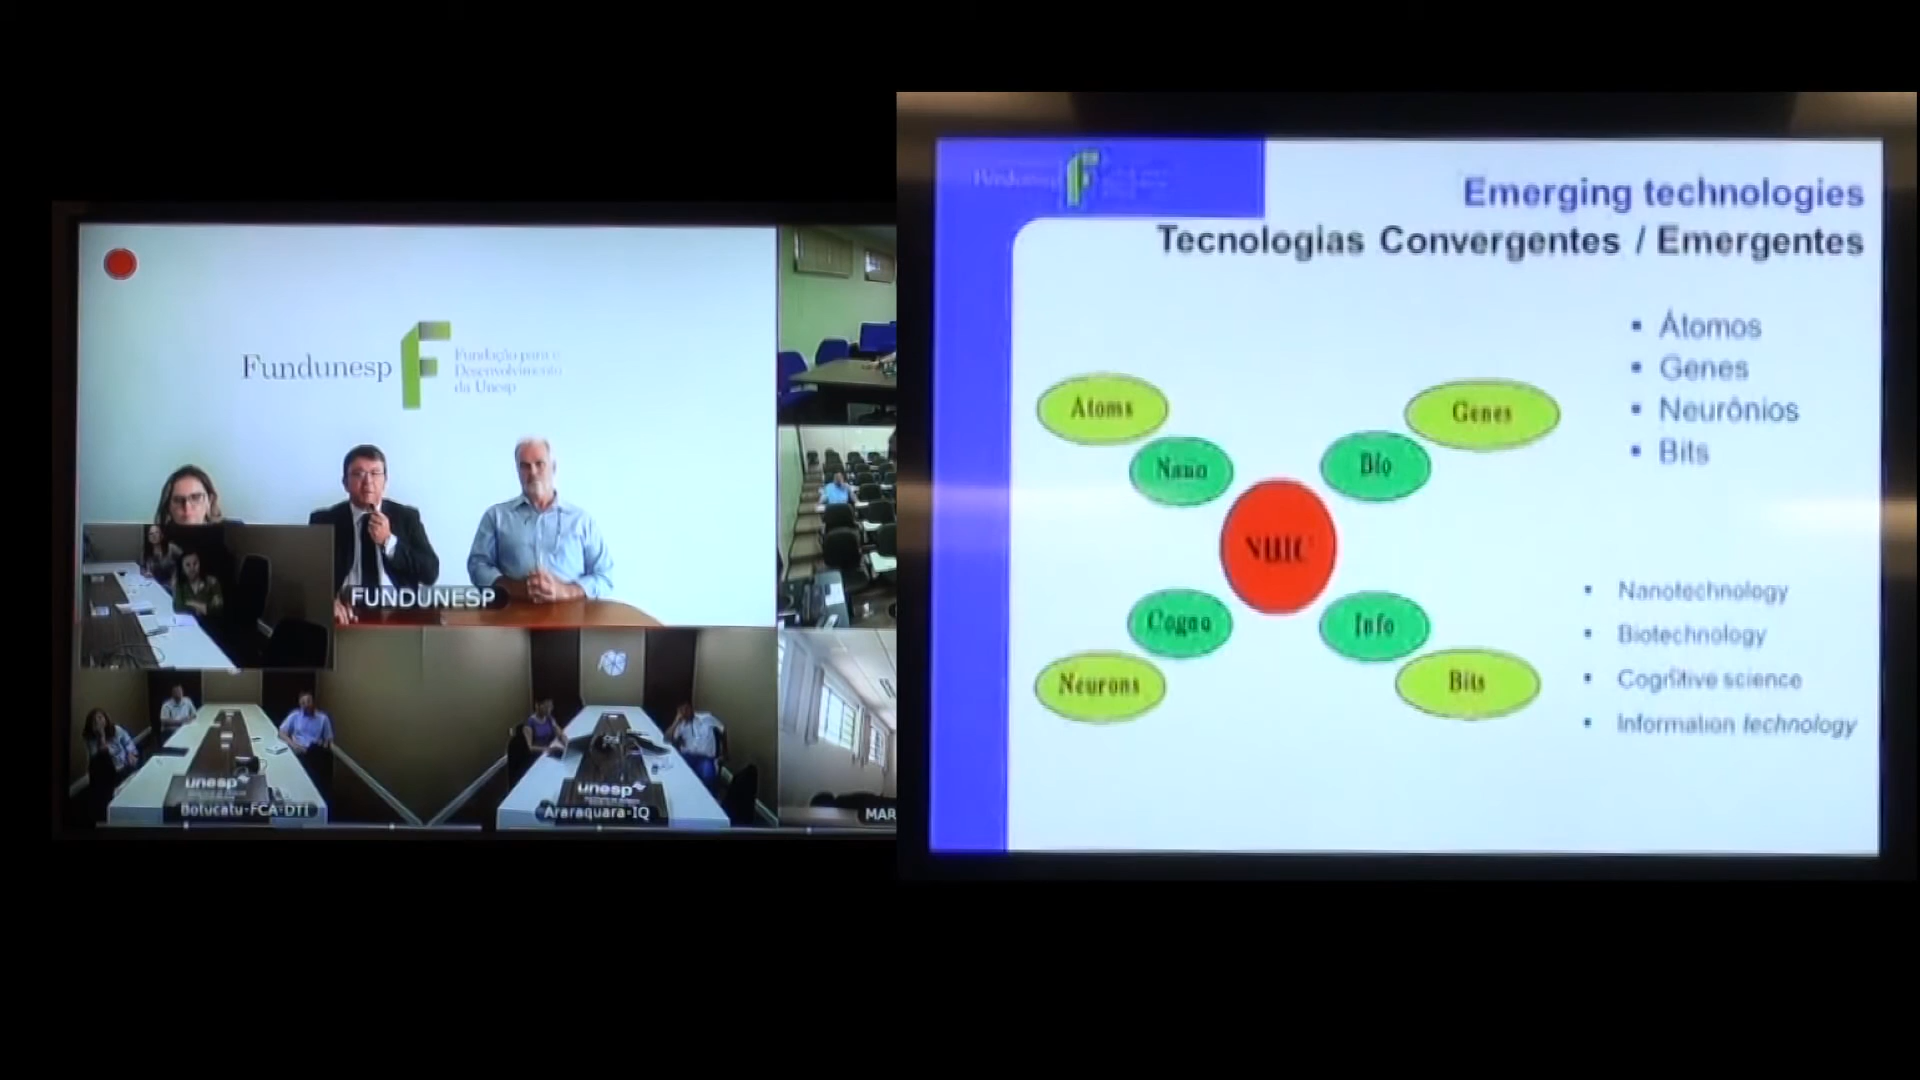 Fundunesp
Fundação para o
Desenvolvimento
da Unesp
FUNDUNESP
unesp
Botucatu-FCA-DTI
unesp
Araraquara-IQ
MAR
Fundunesp
Emerging technologies
Tecnologias Convergentes / Emergentes
▪ Átomos
▪ Genes
▪ Neurônios
▪ Bits
Atoms
Genes
Nano
Bio
NBIC
Cogno
Info
Neurons
Bits
• Nanotechnology
• Biotechnology
• Cognitive science
• Information technology